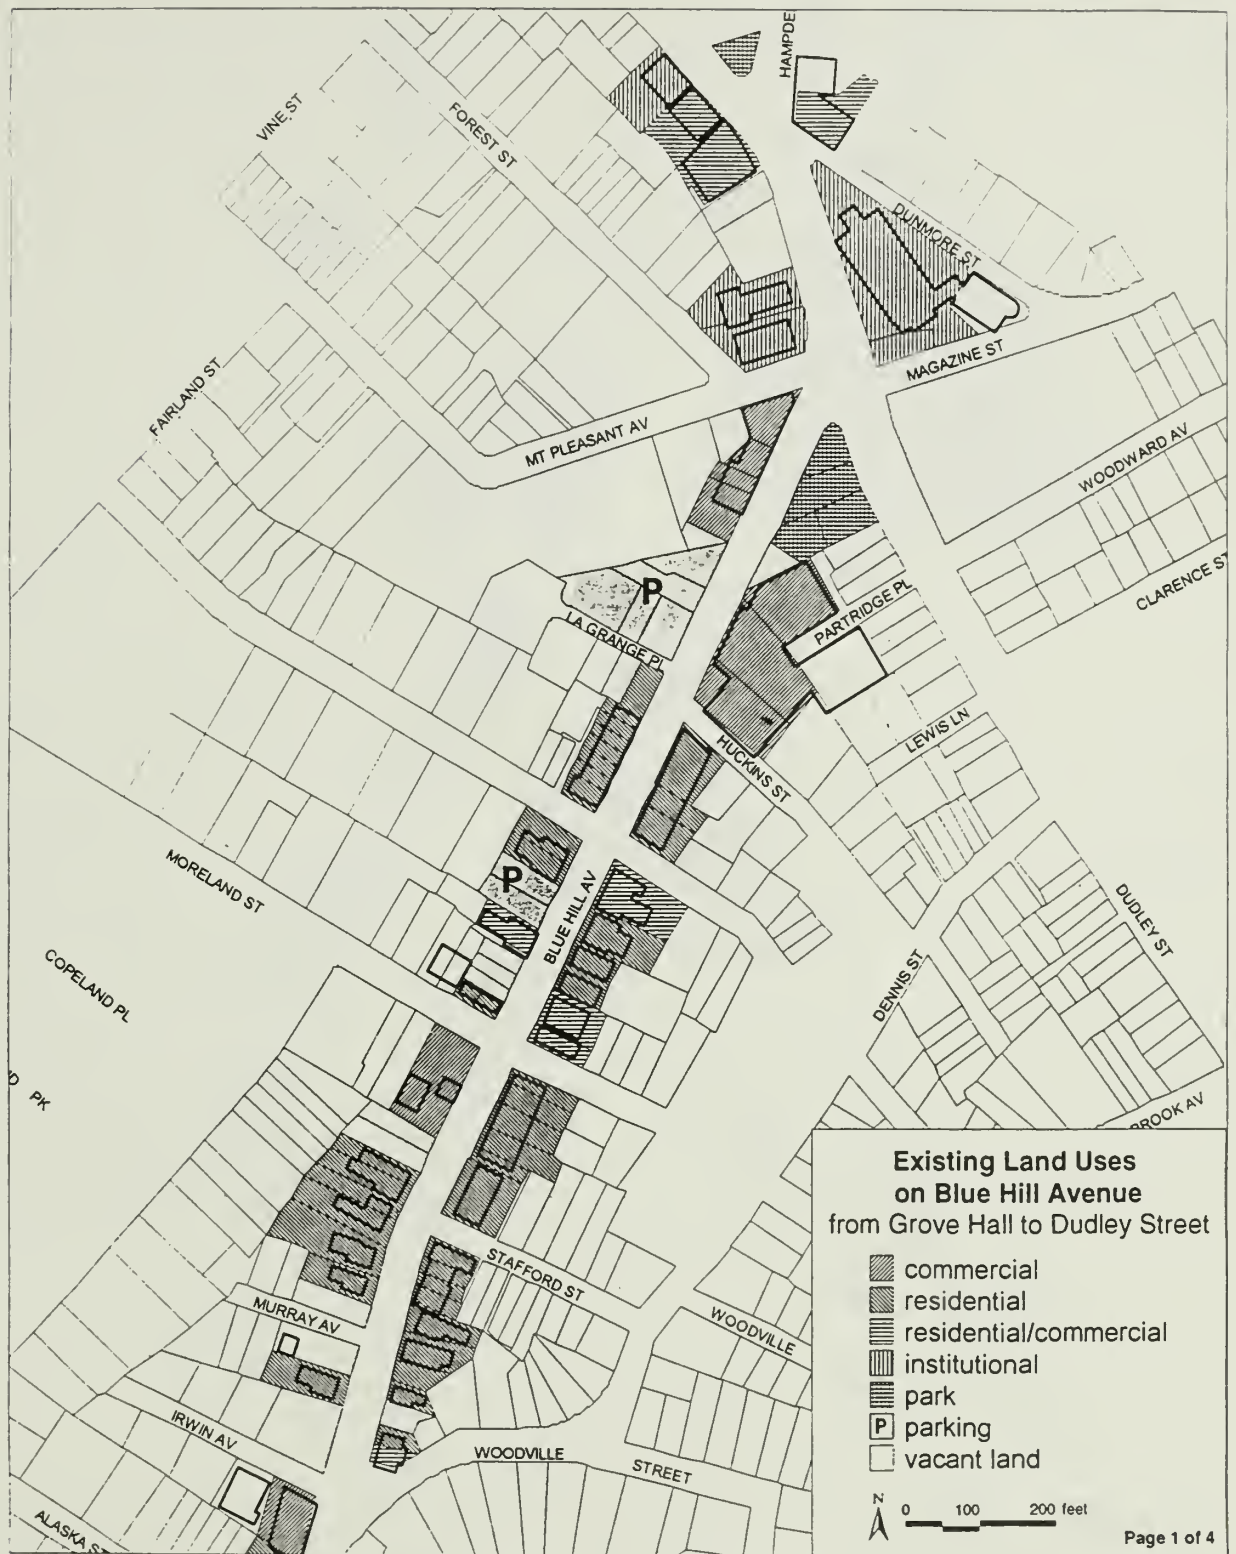 HAMPDE
VINE ST
FOREST ST
DUNMORE ST
MAGAZINE ST
FAIRLAND ST
MT PLEASANT AV
WOODWARD AV
CLARENCE ST
P
PARTRIDGE PL
LA GRANGE PL
LEWIS LN
HUCKINS ST
MORELAND ST
P
BLUE HILL AV
DUDLEY ST
COPELAND PL
DENNIS ST
D PK
BROOK AV
STAFFORD ST
MURRAY AV
WOODVILLE
IRWIN AV
WOODVILLE STREET
ALASKA ST
Existing Land Uses
on Blue Hill Avenue
from Grove Hall to Dudley Street
commercial
residential
residential/commercial
institutional
park
P parking
vacant land
N
0 100 200 feet
Page 1 of 4